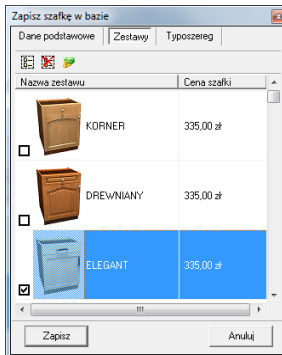 Zapisz szafkę w bazie
Dane podstawowe Zestawy Typoszereg
Nazwa zestawu Cena szafki
KORNER 335,00 zł
DREWNIANY 335,00 zł
ELEGANT 335,00 zł
Zapisz Anuluj